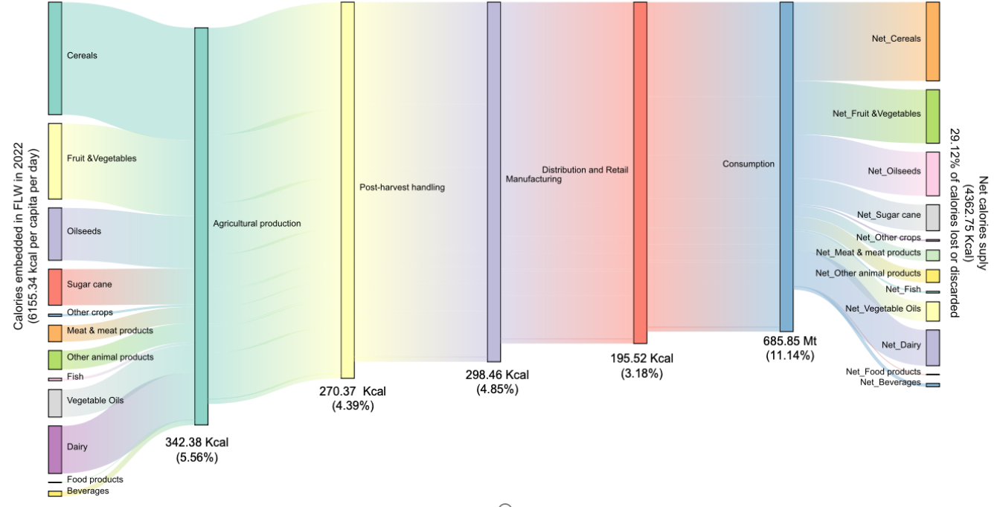 Calories embedded in FLW in 2022
(6155.34 kcal per capita per day)
Cereals
Fruit &Vegetables
Oilseeds
Sugar cane
Other crops
Meat & meat products
Other animal products
Fish
Vegetable Oils
Dairy
Food products
Beverages
Agricultural production
342.38 Kcal
(5.56%)
Post-harvest handling
270.37 Kcal
(4.39%)
Manufacturing
298.46 Kcal
(4.85%)
Distribution and Retail
195.52 Kcal
(3.18%)
Consumption
685.85 Mt
(11.14%)
Net_Cereals
Net_Fruit &Vegetables
Net_Oilseeds
Net_Sugar cane
Net_Other crops
Net_Meat & meat products
Net_Other animal products
Net_Fish
Net_Vegetable Oils
Net_Dairy
Net_Food products
Net_Beverages
Net calories suply
(4362.75 Kcal)
29.12% of calories lost or discarded